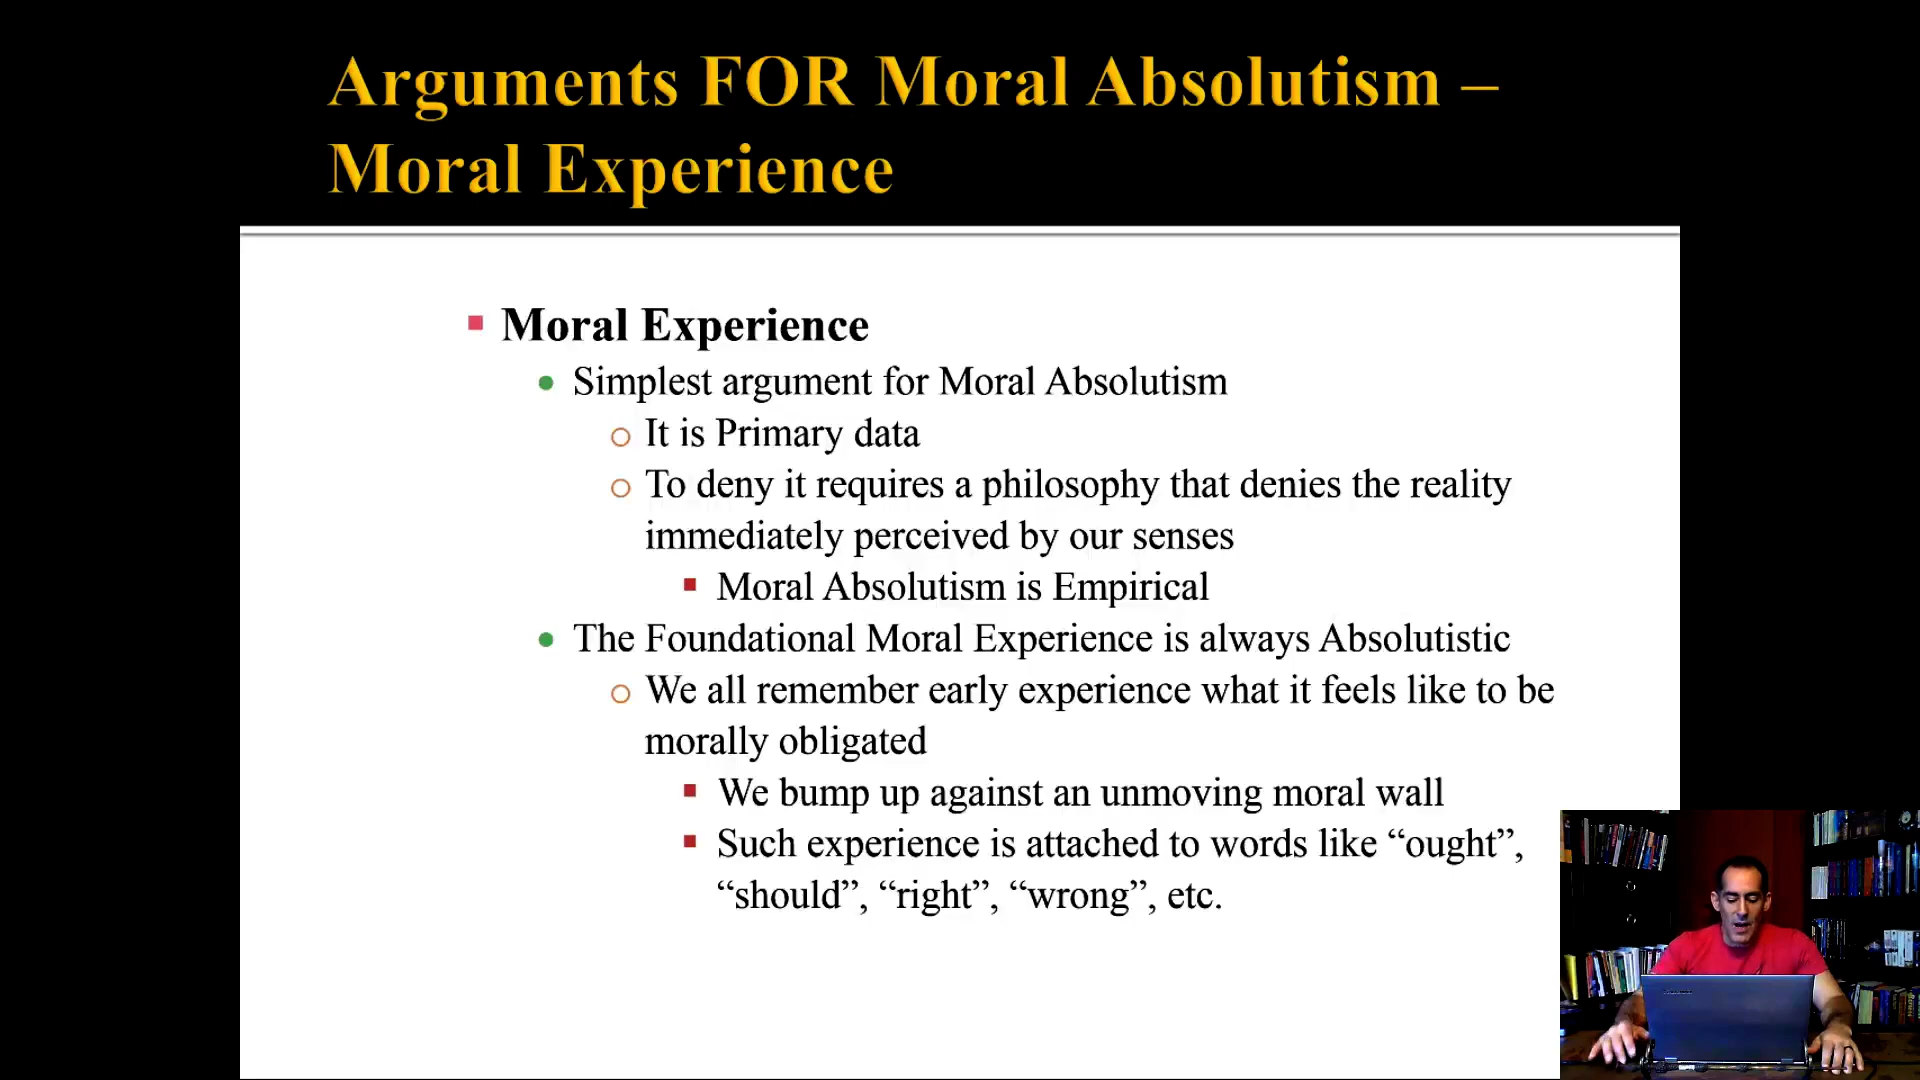 Arguments FOR Moral Absolutism –
Moral Experience
Moral Experience
Simplest argument for Moral Absolutism
It is Primary data
To deny it requires a philosophy that denies the reality
immediately perceived by our senses
Moral Absolutism is Empirical
The Foundational Moral Experience is always Absolutistic
We all remember early experience what it feels like to be
morally obligated
We bump up against an unmoving moral wall
Such experience is attached to words like “ought”,
“should”, “right”, “wrong”, etc.